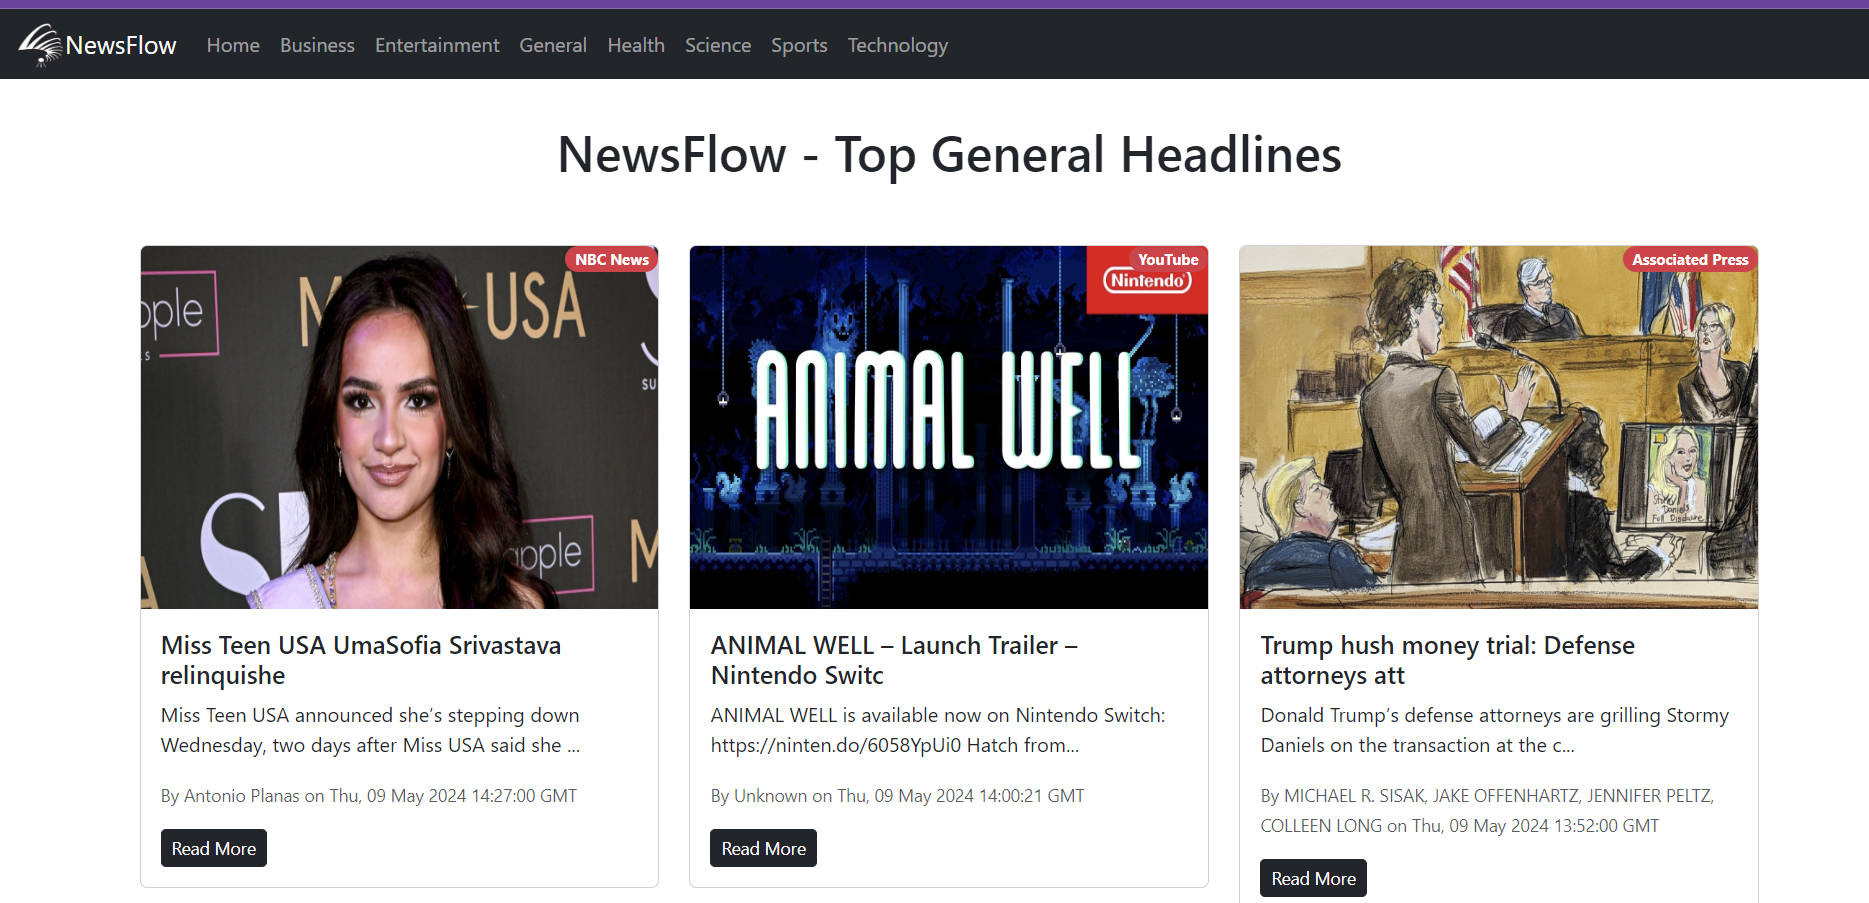 NewsFlow Home Business Entertainment General Health Science Sports Technology
NewsFlow - Top General Headlines
NBC News
USA
apple
Miss Teen USA UmaSofia Srivastava
relinquishe
Miss Teen USA announced she’s stepping down
Wednesday, two days after Miss USA said she ...
By Antonio Planas on Thu, 09 May 2024 14:27:00 GMT
Read More
YouTube
Nintendo
ANIMAL WELL
ANIMAL WELL – Launch Trailer –
Nintendo Switc
ANIMAL WELL is available now on Nintendo Switch:
https://ninten.do/6058YpUi0 Hatch from...
By Unknown on Thu, 09 May 2024 14:00:21 GMT
Read More
Associated Press
Stormy
Daniels
Full Disclosure
Trump hush money trial: Defense
attorneys att
Donald Trump’s defense attorneys are grilling Stormy
Daniels on the transaction at the c...
By MICHAEL R. SISAK, JAKE OFFENHARTZ, JENNIFER PELTZ,
COLLEEN LONG on Thu, 09 May 2024 13:52:00 GMT
Read More